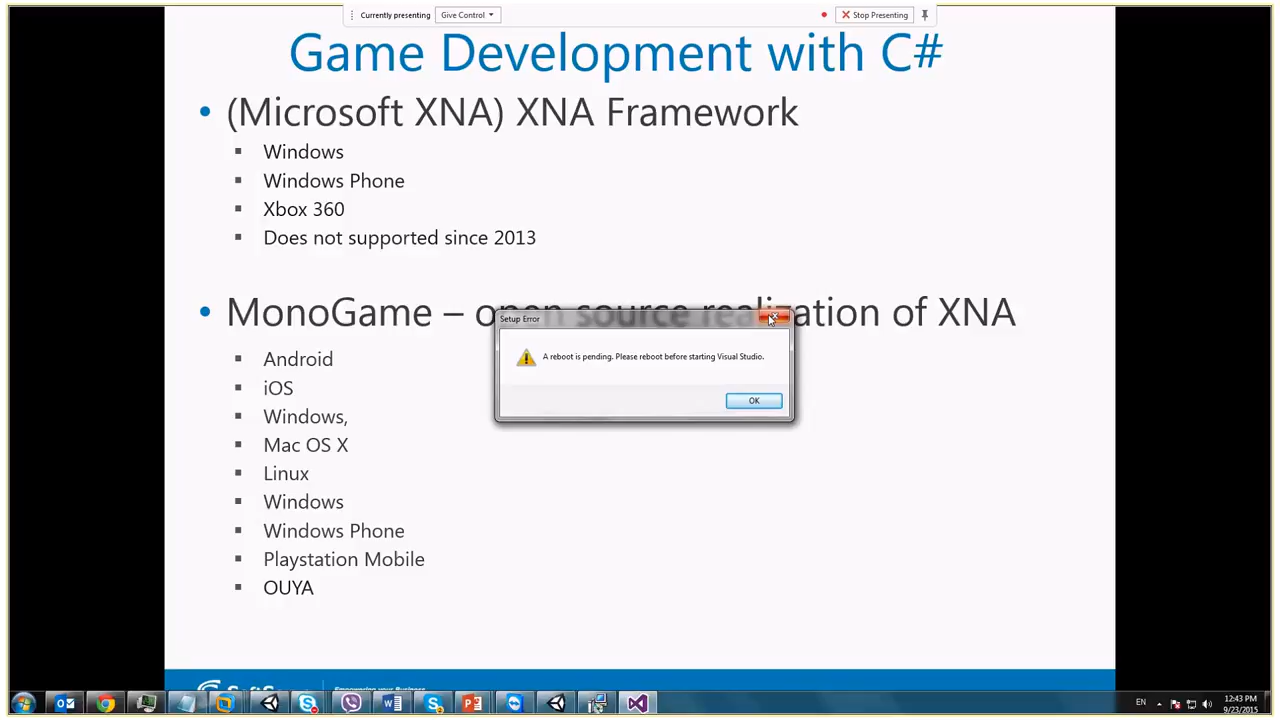 Currently presenting Give Control Stop Presenting
Game Development with C#
(Microsoft XNA) XNA Framework
Windows
Windows Phone
Xbox 360
Does not supported since 2013
MonoGame – open source realization of XNA
Setup Error
A reboot is pending. Please reboot before starting Visual Studio.
OK
Android
iOS
Windows,
Mac OS X
Linux
Windows
Windows Phone
Playstation Mobile
OUYA
Empowering your Business
EN
12:43 PM
9/23/2015